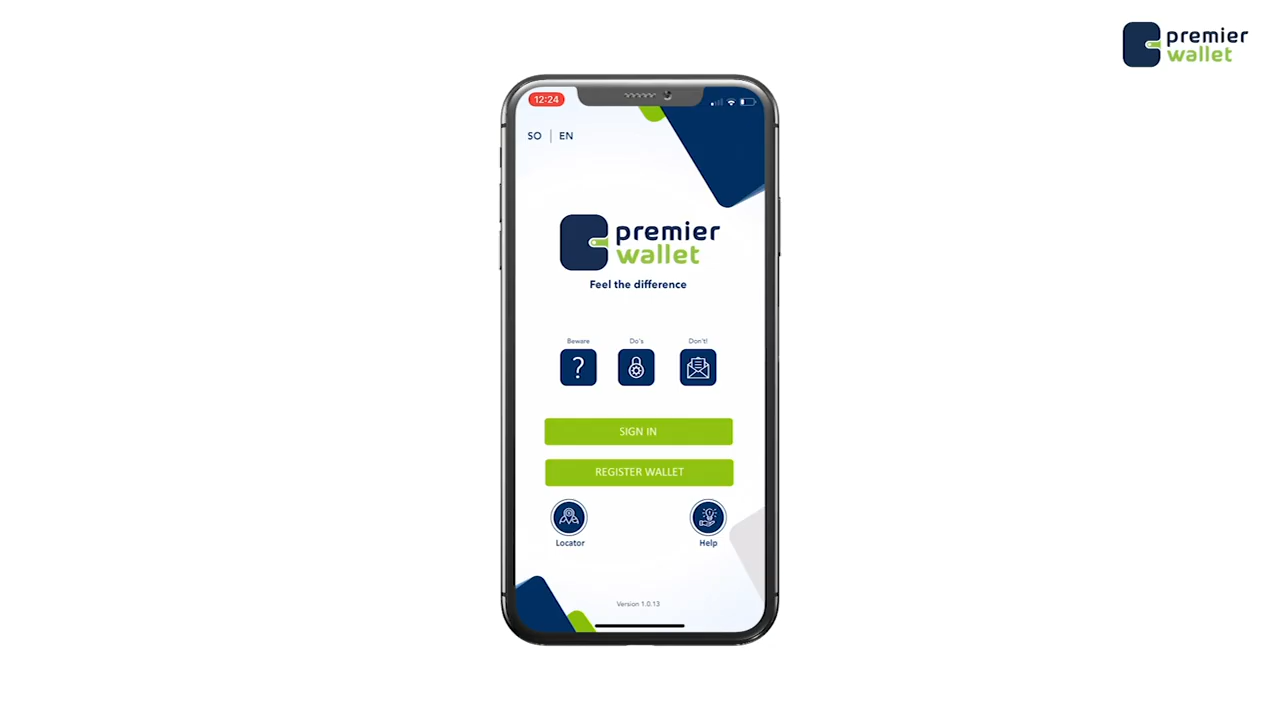 premier
wallet
12:24
SO | EN
premier
wallet
Feel the difference
Beware
Do's
Don't!
?
SIGN IN
REGISTER WALLET
Locator
Help
Version 1.0.13